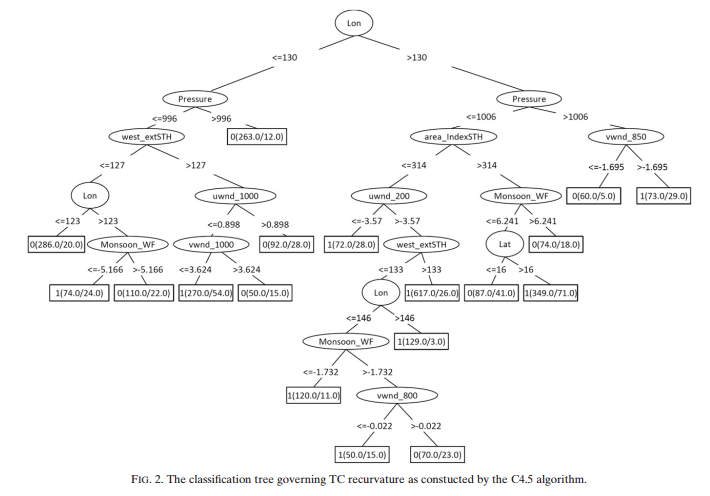 Lon
<=130 >130
Pressure Pressure
<=996 >996 <=1006 >1006
west_extSTH 0(263.0/12.0) area_IndexSTH vwnd_850
<=127 >127 <=314 >314 <=-1.695 >-1.695
Lon uwnd_1000 uwnd_200 Monsoon_WF 0(60.0/5.0) 1(73.0/29.0)
<=123 >123 <=0.898 >0.898 <=-3.57 >-3.57 <=6.241 >6.241
0(286.0/20.0) Monsoon_WF vwnd_1000 0(92.0/28.0) 1(72.0/28.0) west_extSTH Lat 0(74.0/18.0)
<=-5.166 >-5.166 <=3.624 >3.624 <=133 >133 <=16 >16
1(74.0/24.0) 0(110.0/22.0) 1(270.0/54.0) 0(50.0/15.0) Lon 1(617.0/26.0) 0(87.0/41.0) 1(349.0/71.0)
<=146 >146
Monsoon_WF 1(129.0/3.0)
<=-1.732 >-1.732
1(120.0/11.0) vwnd_800
<=-0.022 >-0.022
1(50.0/15.0) 0(70.0/23.0)
FIG. 2. The classification tree governing TC recurvature as constucted by the C4.5 algorithm.